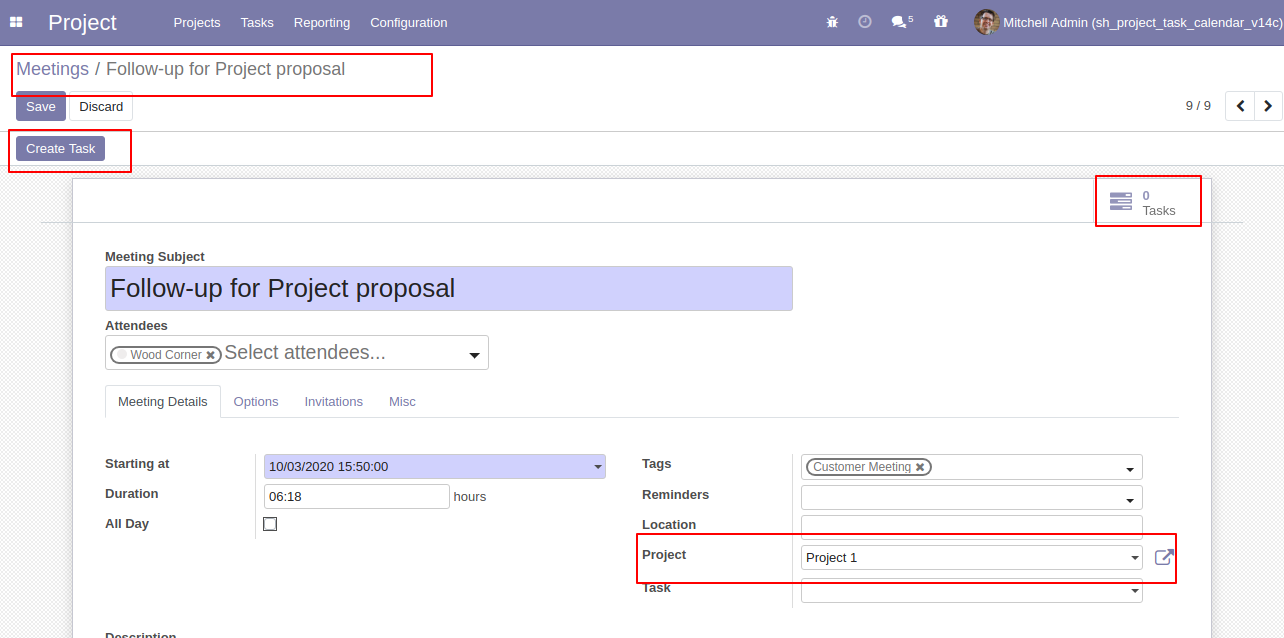 Project Projects Tasks Reporting Configuration 5 Mitchell Admin (sh_project_task_calendar_v14c)
Meetings / Follow-up for Project proposal
Save Discard 9 / 9
Create Task
0
Tasks
Meeting Subject
Follow-up for Project proposal
Attendees
Wood Corner Select attendees...
Meeting Details Options Invitations Misc
Starting at 10/03/2020 15:50:00 Tags Customer Meeting
Duration 06:18 hours Reminders
All Day Location
Project Project 1
Task
Description